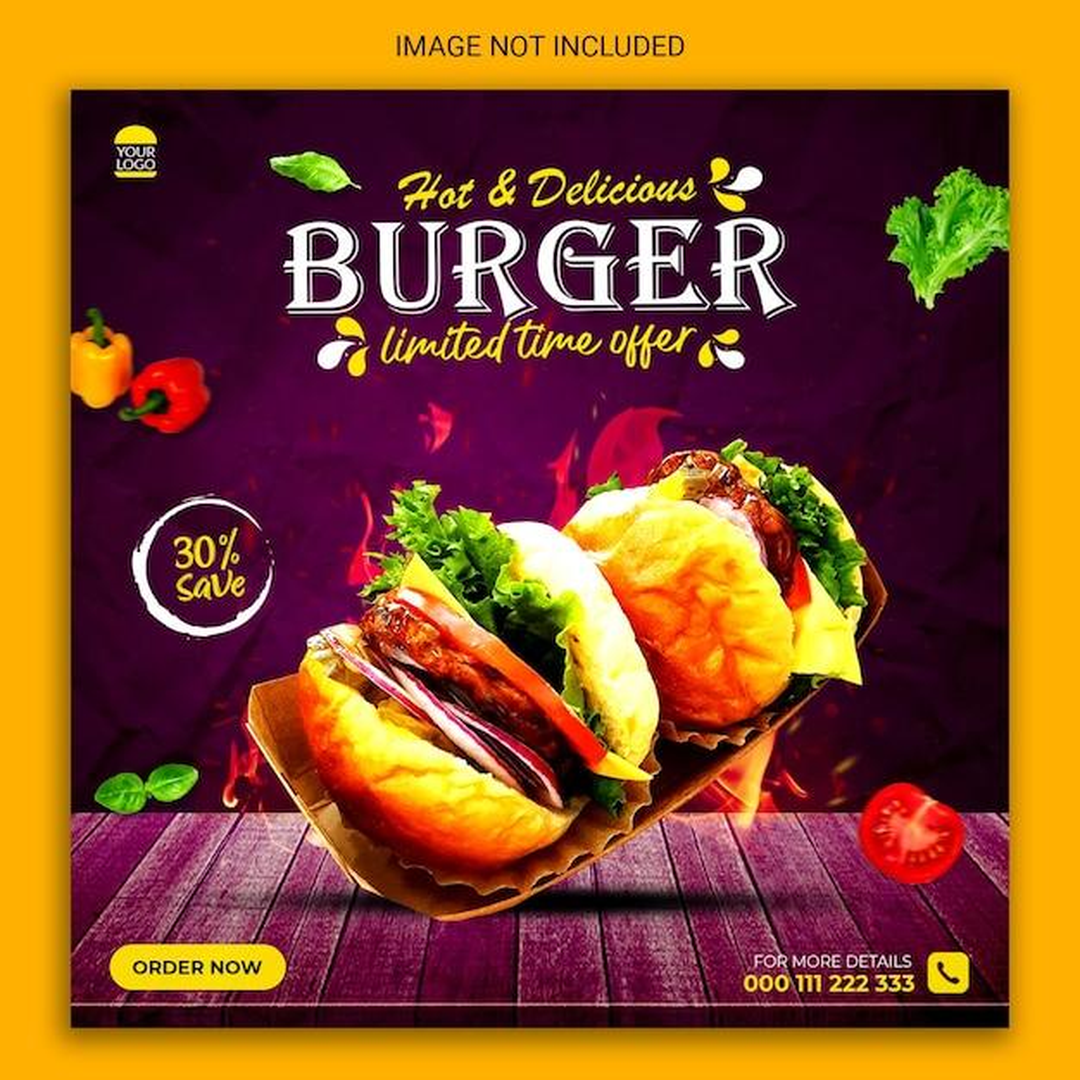 IMAGE NOT INCLUDED
YOUR
LOGO
Hot & Delicious
BURGER
limited time offer
30%
save
ORDER NOW
FOR MORE DETAILS
000 111 222 333